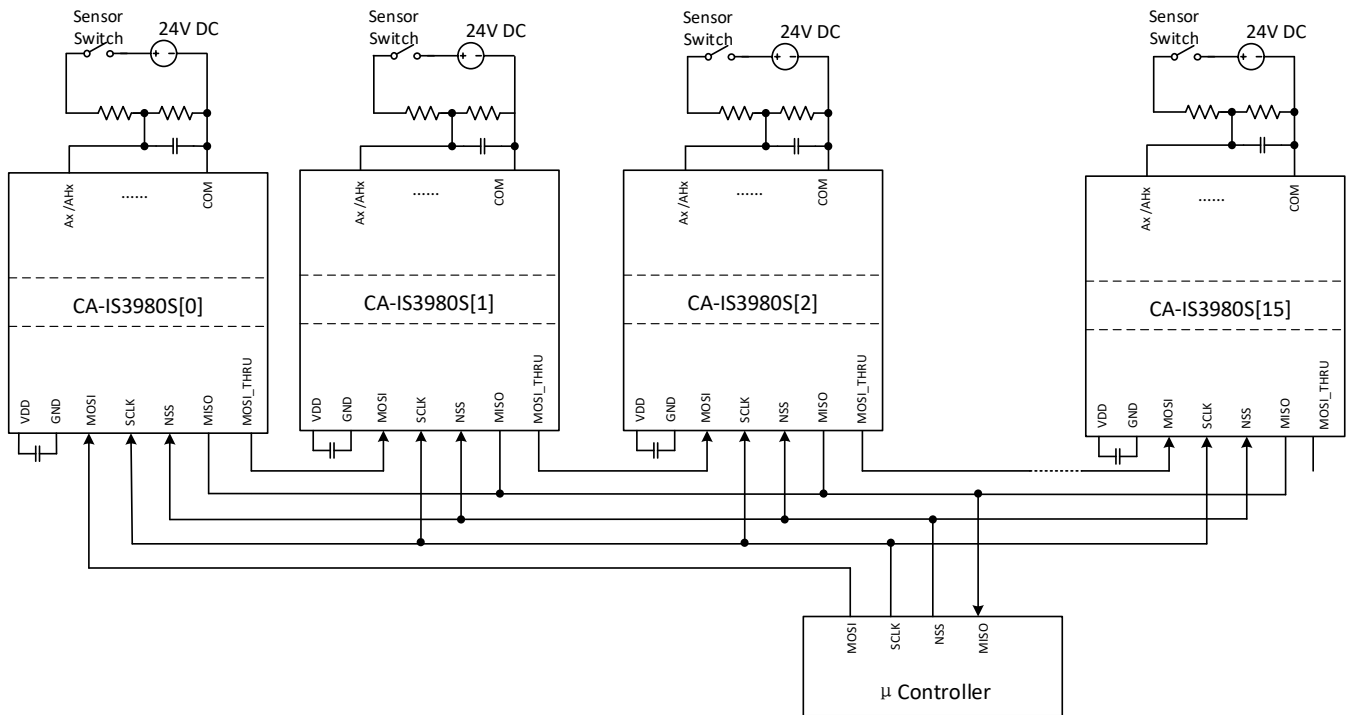 Sensor
Switch
24V DC
Sensor
Switch
24V DC
Sensor
Switch
24V DC
Sensor
Switch
24V DC
+ -
+ -
+ -
+ -
Ax /AHx
......
COM
Ax /AHx
......
COM
Ax /AHx
......
COM
Ax /AHx
......
COM
CA-IS3980S[0]
CA-IS3980S[1]
CA-IS3980S[2]
CA-IS3980S[15]
VDD
GND
MOSI
SCLK
NSS
MISO
MOSI_THRU
VDD
GND
MOSI
SCLK
NSS
MISO
MOSI_THRU
VDD
GND
MOSI
SCLK
NSS
MISO
MOSI_THRU
VDD
GND
MOSI
SCLK
NSS
MISO
MOSI_THRU
MOSI
SCLK
NSS
MISO
μ Controller